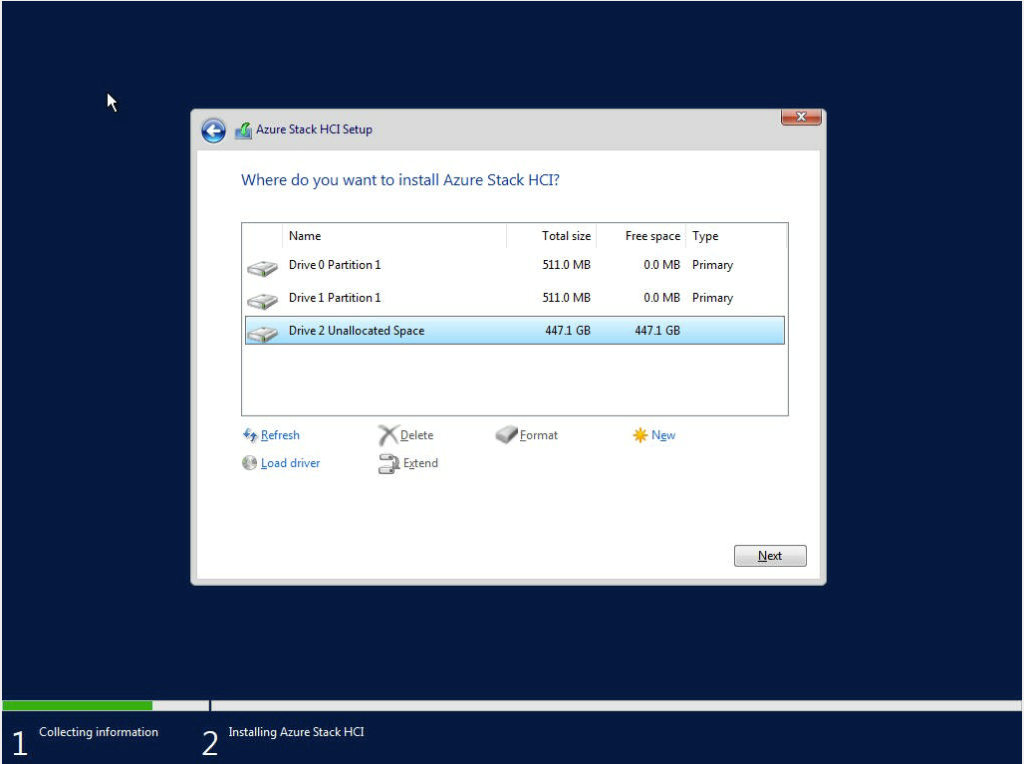 Azure Stack HCI Setup
Where do you want to install Azure Stack HCI?
Name Total size Free space Type
Drive 0 Partition 1 511.0 MB 0.0 MB Primary
Drive 1 Partition 1 511.0 MB 0.0 MB Primary
Drive 2 Unallocated Space 447.1 GB 447.1 GB
Refresh Delete Format New
Load driver Extend
Next
1 Collecting information 2 Installing Azure Stack HCI